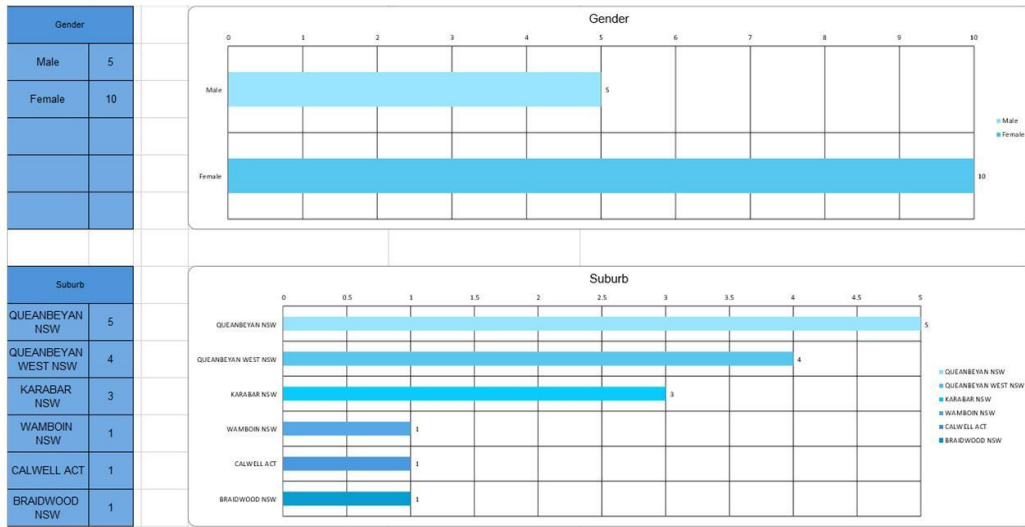 Gender
Male 5
Female 10
Gender
0 1 2 3 4 5 6 7 8 9 10
Male 5
Female 10
Male
Female
Suburb
QUEANBEYAN
NSW 5
QUEANBEYAN
WEST NSW 4
KARABAR
NSW 3
WAMBOIN
NSW 1
CALWELL ACT 1
BRAIDWOOD
NSW 1
Suburb
0 0.5 1 1.5 2 2.5 3 3.5 4 4.5 5
QUEANBEYAN NSW 5
QUEANBEYAN WEST NSW 4
KARABAR NSW 3
WAMBOIN NSW 1
CALWELL ACT 1
BRAIDWOOD NSW 1
QUEANBEYAN NSW
QUEANBEYAN WEST NSW
KARABAR NSW
WAMBOIN NSW
CALWELL ACT
BRAIDWOOD NSW